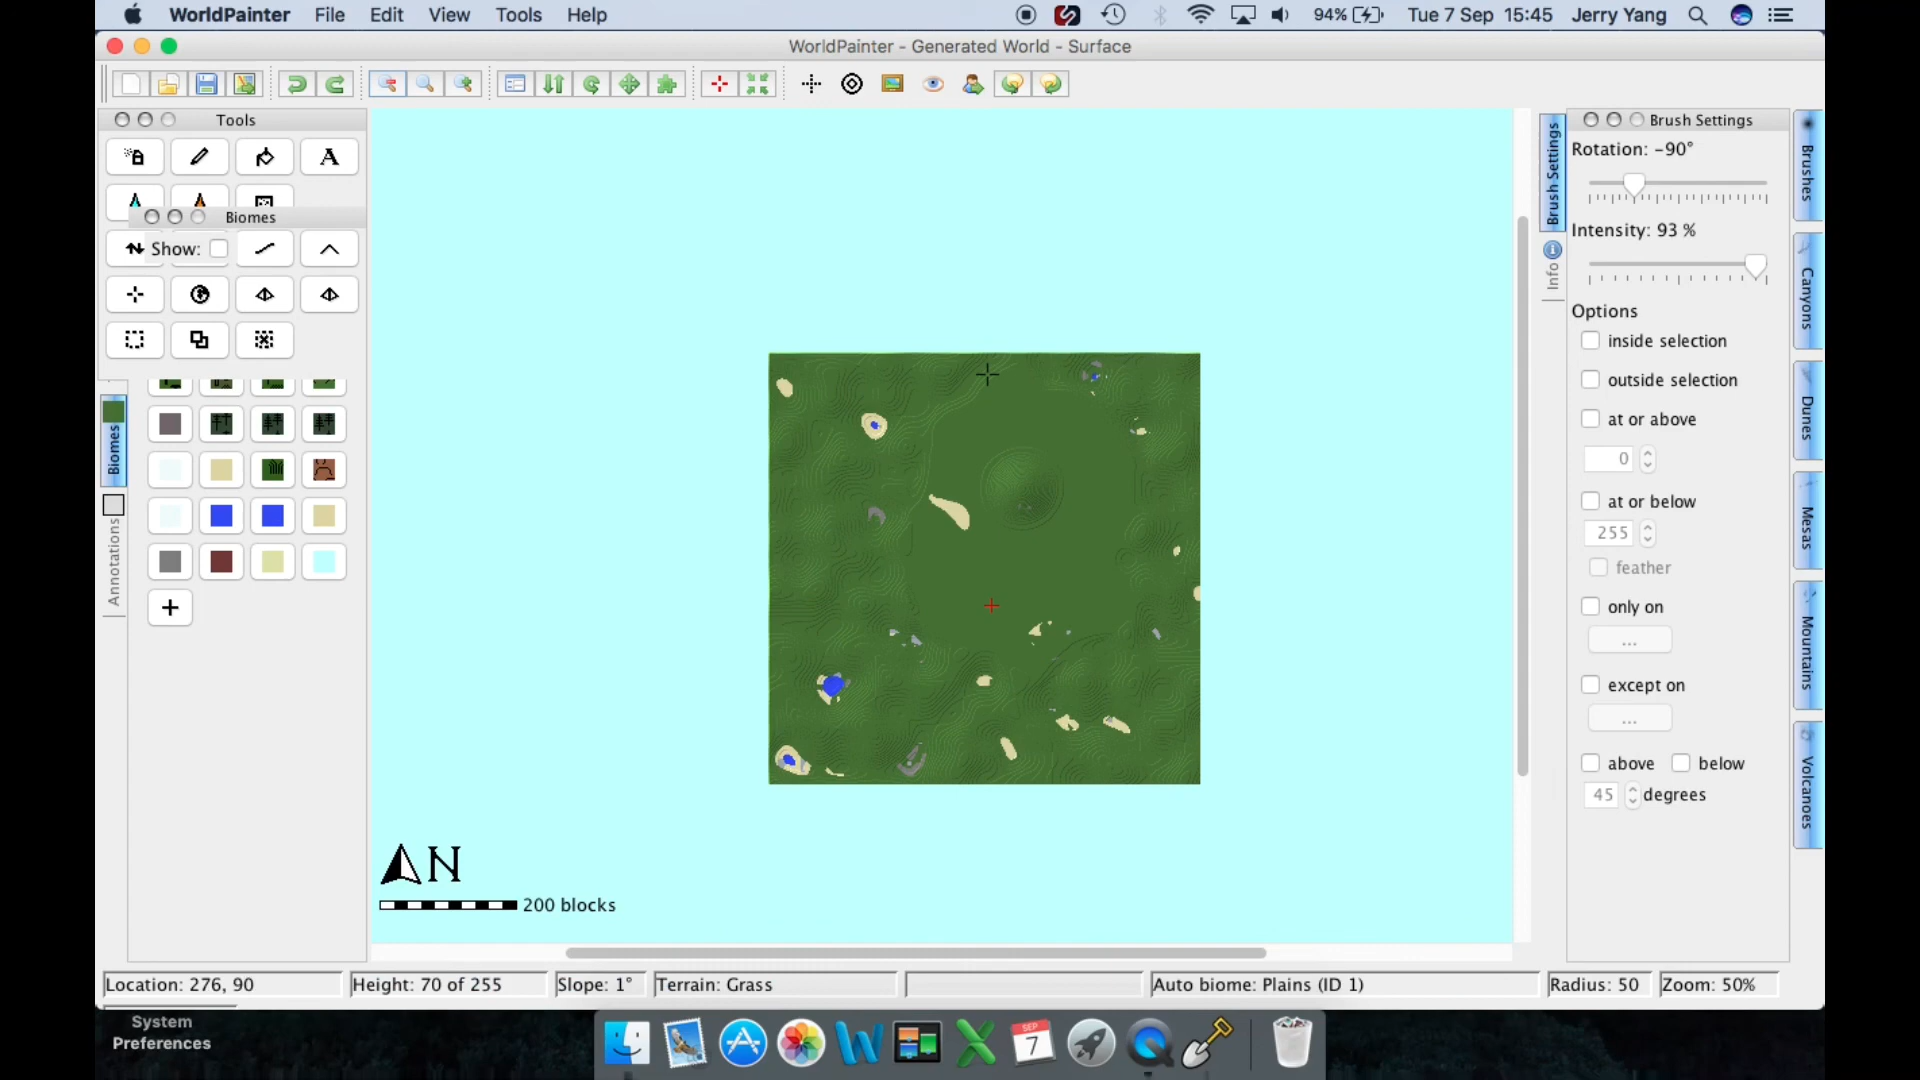 WorldPainter File Edit View Tools Help 94% Tue 7 Sep 15:45 Jerry Yang
WorldPainter - Generated World - Surface
Tools
A
Biomes
Show:
Biomes
Annotations
+
N
200 blocks
Brush Settings
Info
Brush Settings
Rotation: -90°
Intensity: 93 %
Options
inside selection
outside selection
at or above
0
at or below
255
feather
only on
...
except on
...
above below
45 degrees
Brushes
Canyons
Dunes
Mesas
Mountains
Volcanoes
Location: 276, 90 Height: 70 of 255 Slope: 1° Terrain: Grass Auto biome: Plains (ID 1) Radius: 50 Zoom: 50%
System
Preferences
SEP
7